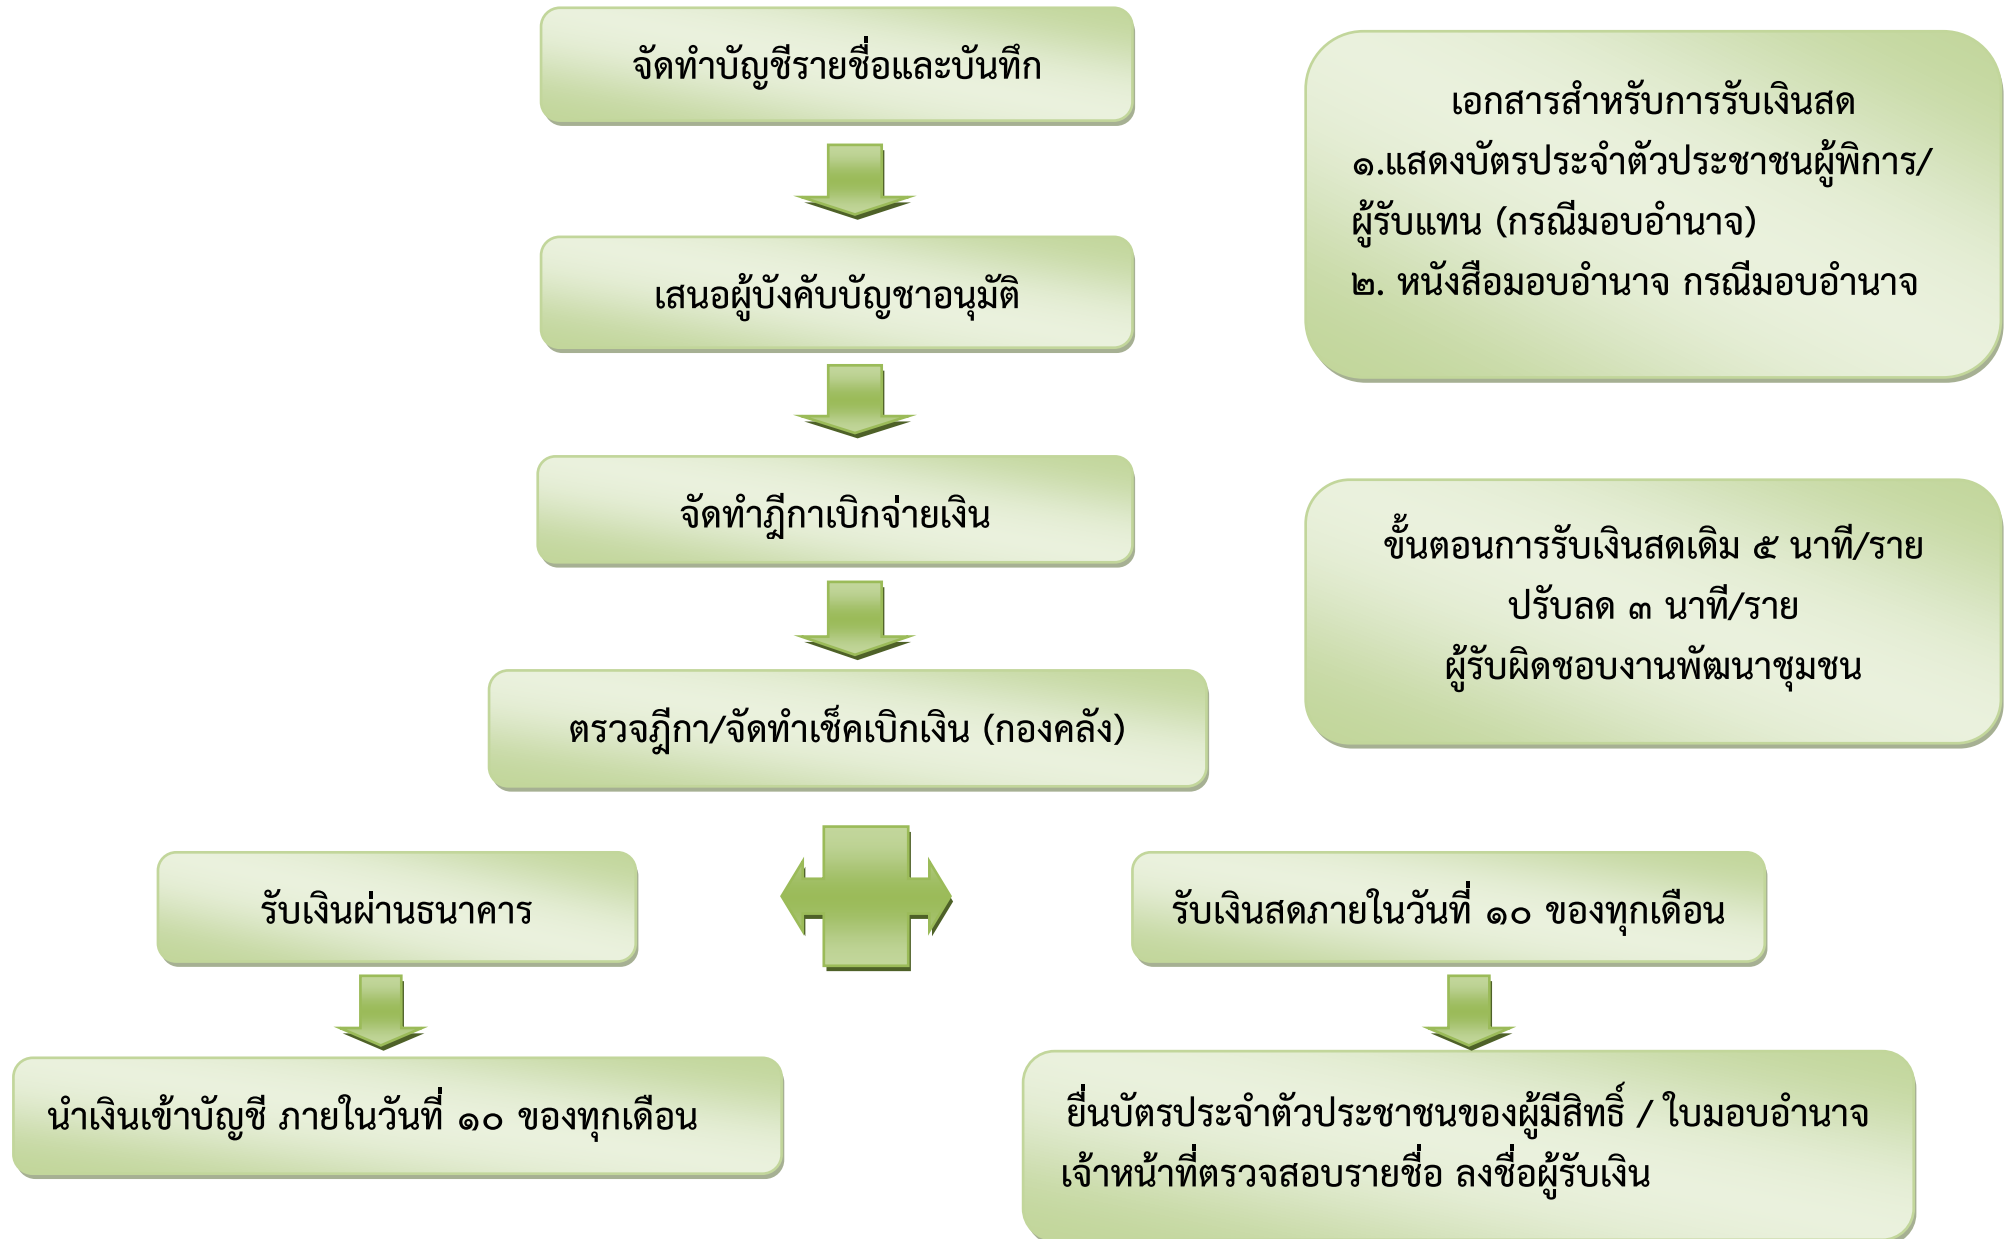 จัดทำบัญชีรายชื่อและบันทึก
เสนอผู้บังคับบัญชาอนุมัติ
จัดทำฎีกาเบิกจ่ายเงิน
ตรวจฎีกา/จัดทำเช็คเบิกเงิน (กองคลัง)
รับเงินผ่านธนาคาร
นำเงินเข้าบัญชี ภายในวันที่ ๑๐ ของทุกเดือน
รับเงินสดภายในวันที่ ๑๐ ของทุกเดือน
ยื่นบัตรประจำตัวประชาชนของผู้มีสิทธิ์ / ใบมอบอำนาจ
เจ้าหน้าที่ตรวจสอบรายชื่อ ลงชื่อผู้รับเงิน
เอกสารสำหรับการรับเงินสด
๑.แสดงบัตรประจำตัวประชาชนผู้พิการ/
ผู้รับแทน (กรณีมอบอำนาจ)
๒. หนังสือมอบอำนาจ กรณีมอบอำนาจ
ขั้นตอนการรับเงินสดเดิม ๕ นาที/ราย
ปรับลด ๓ นาที/ราย
ผู้รับผิดชอบงานพัฒนาชุมชน